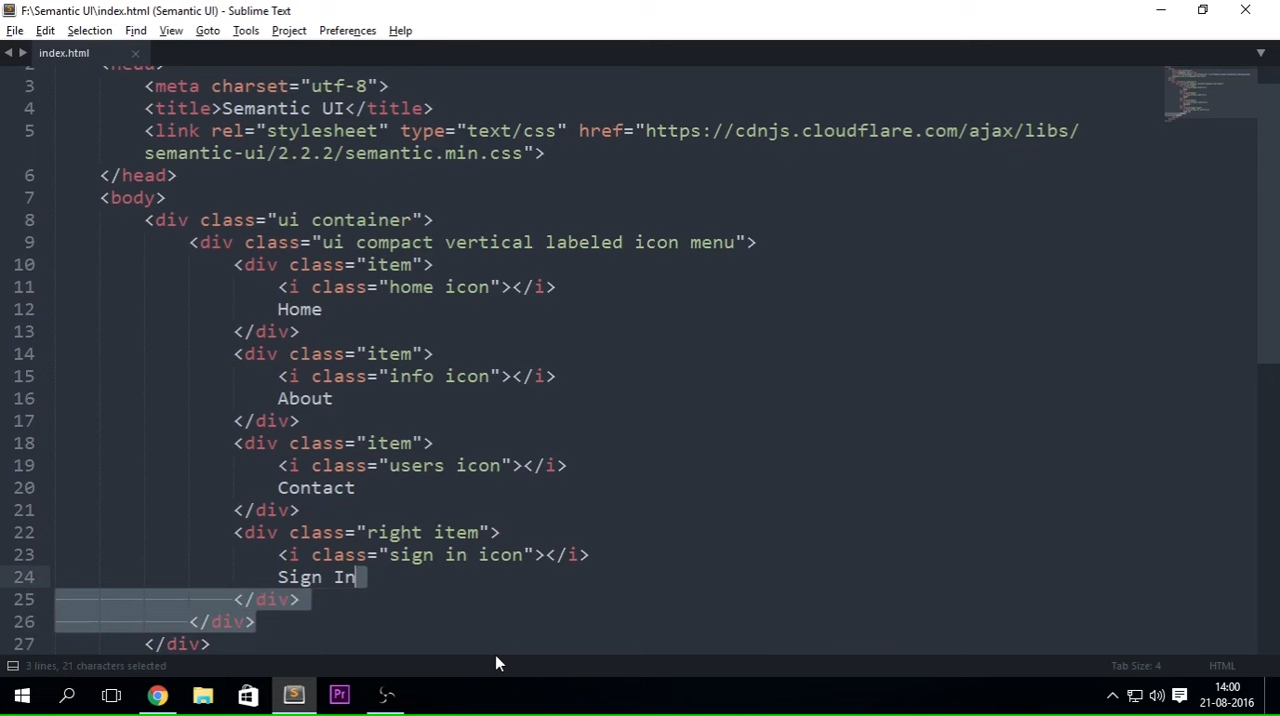 F:\Semantic UI\index.html (Semantic UI) - Sublime Text
File Edit Selection Find View Goto Tools Project Preferences Help
index.html
2 <head>
3 <meta charset="utf-8">
4 <title>Semantic UI</title>
5 <link rel="stylesheet" type="text/css" href="https://cdnjs.cloudflare.com/ajax/libs/
semantic-ui/2.2.2/semantic.min.css">
6 </head>
7 <body>
8 <div class="ui container">
9 <div class="ui compact vertical labeled icon menu">
10 <div class="item">
11 <i class="home icon"></i>
12 Home
13 </div>
14 <div class="item">
15 <i class="info icon"></i>
16 About
17 </div>
18 <div class="item">
19 <i class="users icon"></i>
20 Contact
21 </div>
22 <div class="right item">
23 <i class="sign in icon"></i>
24 Sign In
25 </div>
26 </div>
27 </div>
3 lines, 21 characters selected Tab Size: 4 HTML
S Pr 14:00
21-08-2016